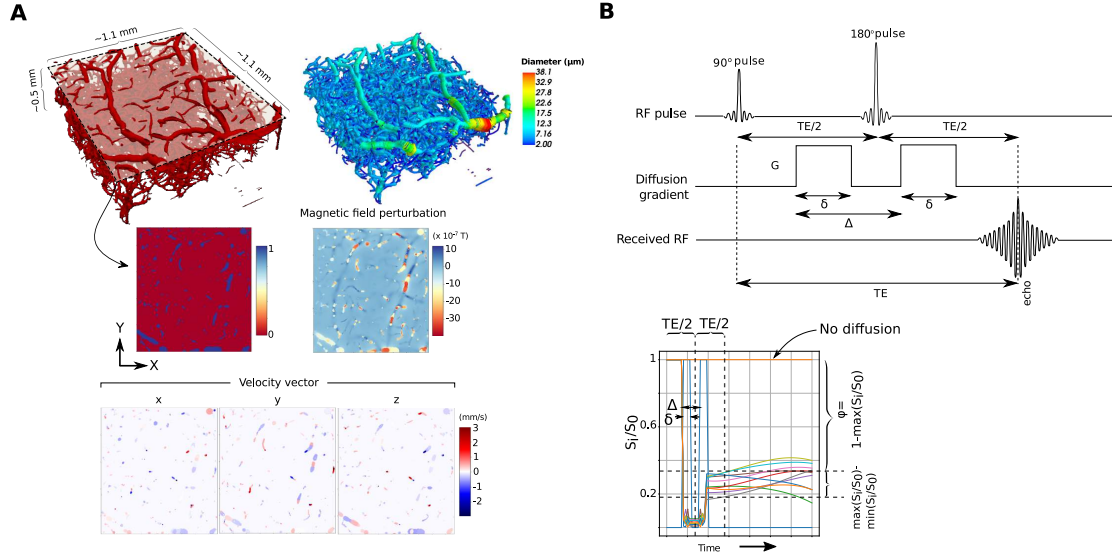 A
~1.1 mm
~1.1 mm
~0.5 mm
Diameter (µm)
38.1
32.9
27.8
22.6
17.5
12.3
7.16
2.00
Magnetic field perturbation
(x 10⁻⁷ T)
1
0
10
0
-10
-20
-30
Y
X
Velocity vector
x y z
(mm/s)
3
2
1
0
-1
-2
B
90° pulse
180° pulse
RF pulse
TE/2 TE/2
G
Diffusion
gradient
δ δ
Δ
Received RF
TE
echo
TE/2 TE/2
No diffusion
1
0.6
0.2
Sᵢ/S₀
Δ
δ
φ=
1-max(Sᵢ/S₀)
max(Sᵢ/S₀)-
min(Sᵢ/S₀)
Time